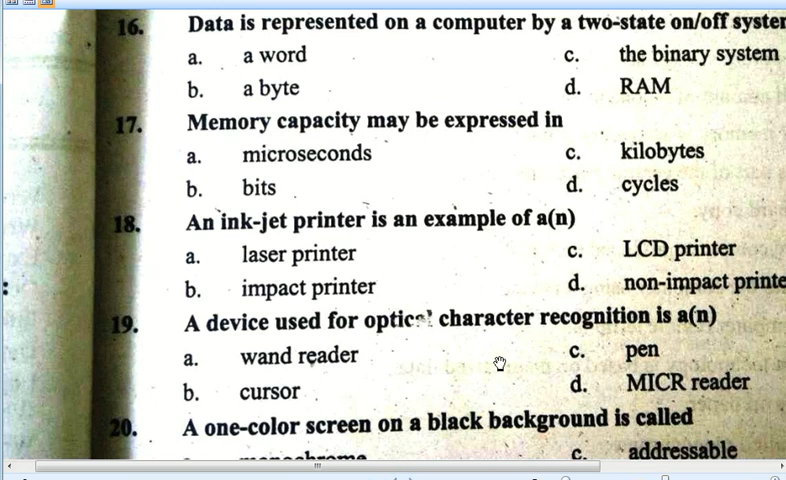 16. Data is represented on a computer by a two-state on/off
a. a word c. the binary system
b. a byte d. RAM
17. Memory capacity may be expressed in
a. microseconds c. kilobytes
b. bits d. cycles
18. An ink-jet printer is an example of a(n)
a. laser printer c. LCD printer
b. impact printer d. non-impact
19. A device used for optical character recognition is a(n)
a. wand reader c. pen
b. cursor d. MICR reader
20. A one-color screen on a black background is called
monochrome c. addressable